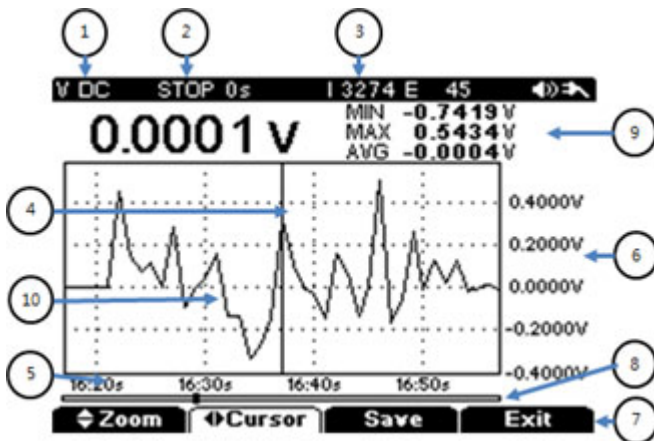 1 2 3
V DC STOP 0s I 3274 E 45
0.0001 V
MIN -0.7419 V
MAX 0.5434 V
AVG -0.0004 V
9
4
0.4000V
0.2000V
6
0.0000V
10
-0.2000V
-0.4000V
5
16:20s 16:30s 16:40s 16:50s
8
Zoom Cursor Save Exit
7